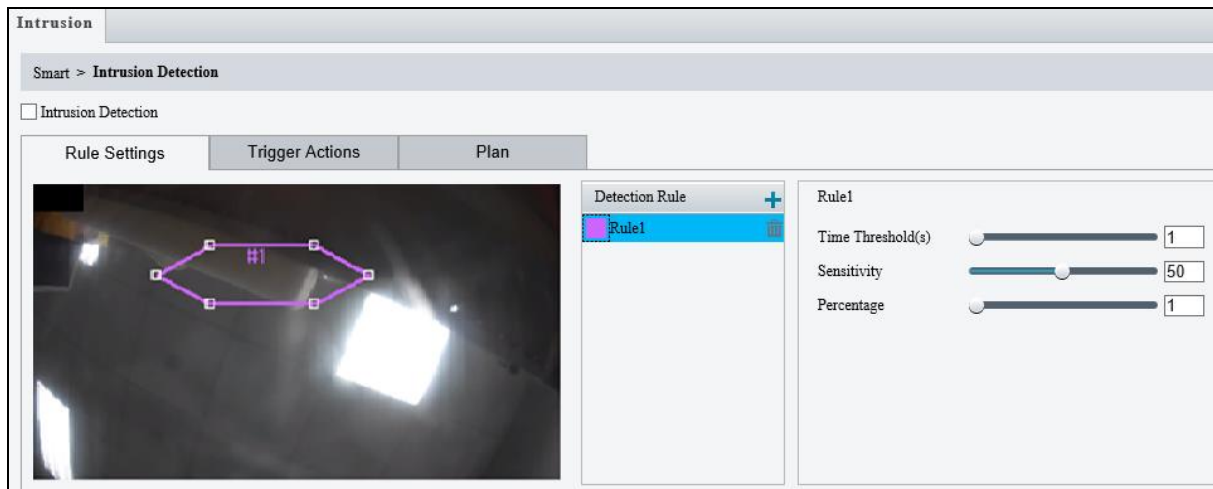 Intrusion
Smart > Intrusion Detection
Intrusion Detection
Rule Settings Trigger Actions Plan
#1
Detection Rule
Rule1
Rule1
Time Threshold(s) 1
Sensitivity 50
Percentage 1